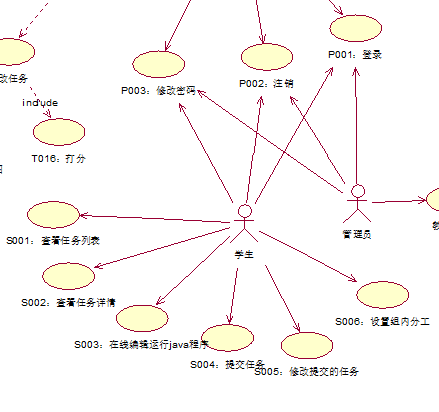 P001：登录
改任务
P003：修改密码
P002：注销
include
T016：打分
管理员
S001：查看任务列表
学生
S002：查看任务详情
S006：设置组内分工
S003：在线编辑运行java程序
S004：提交任务
S005：修改提交的任务